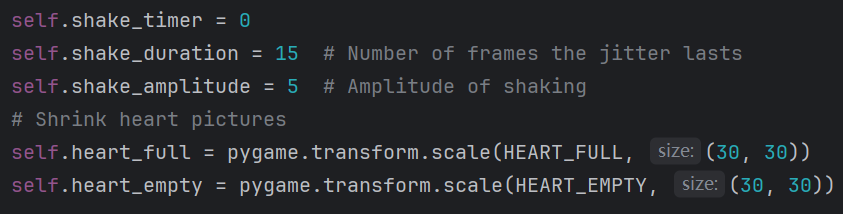 self.shake_timer = 0
self.shake_duration = 15  # Number of frames the jitter lasts
self.shake_amplitude = 5  # Amplitude of shaking
# Shrink heart pictures
self.heart_full = pygame.transform.scale(HEART_FULL, size: (30, 30))
self.heart_empty = pygame.transform.scale(HEART_EMPTY, size: (30, 30))